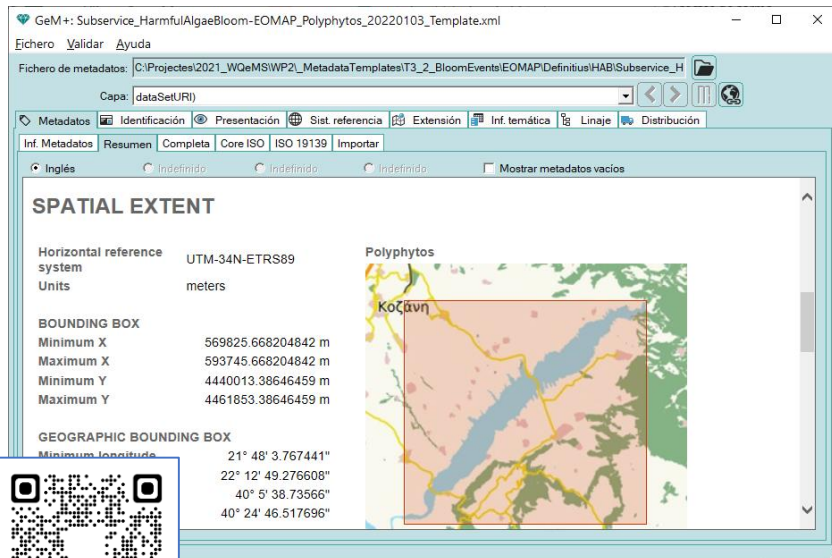 GeM+: Subservice_HarmfulAlgaeBloom-EOMAP_Polyphytos_20220103_Template.xml
Fichero Validar Ayuda
Fichero de metadatos: C:\Projectes\2021_WQeMS\WP2\_MetadataTemplates\T3_2_BloomEvents\EOMAP\Definitius\HAB\Subservice_H
Capa: dataSetURI)
Metadatos Identificación Presentación Sist. referencia Extensión Inf. temática Linaje Distribución
Inf. Metadatos Resumen Completa Core ISO ISO 19139 Importar
Inglés Indefinido Indefinido Indefinido Mostrar metadatos vacíos
SPATIAL EXTENT
Horizontal reference system UTM-34N-ETRS89
Units meters
Polyphytos
Κοζάνη
BOUNDING BOX
Minimum X 569825.668204842 m
Maximum X 593745.668204842 m
Minimum Y 4440013.38646459 m
Maximum Y 4461853.38646459 m
GEOGRAPHIC BOUNDING BOX
Minimum longitude 21° 48' 3.767441"
22° 12' 49.276608"
40° 5' 38.73566"
40° 24' 46.517696"